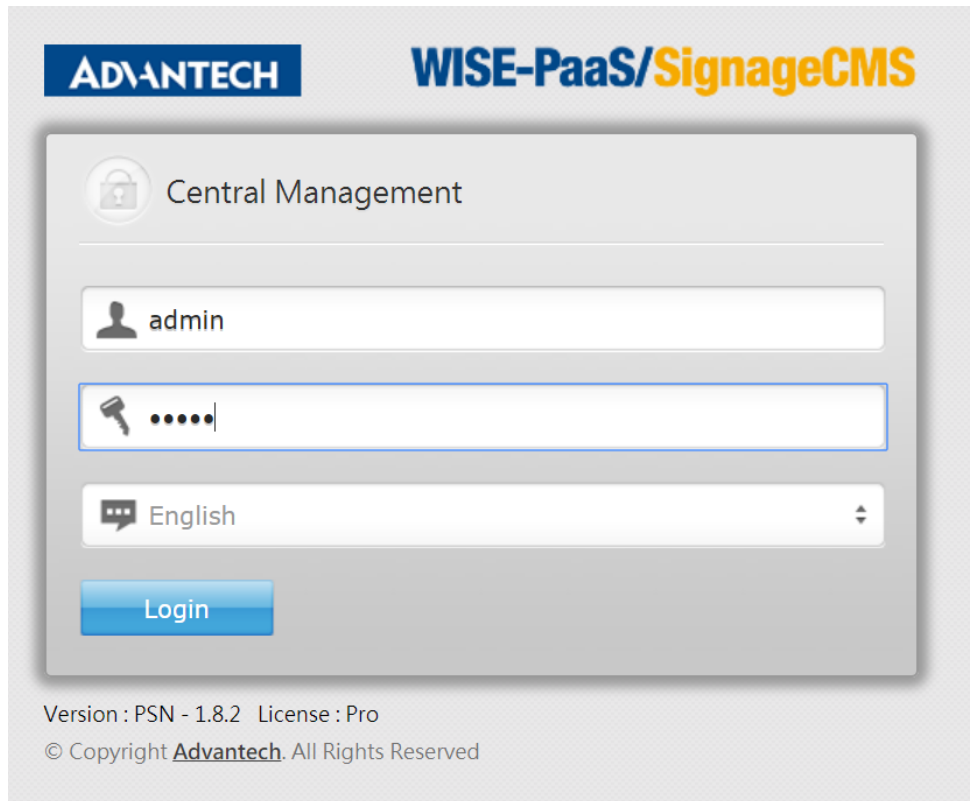 ADVANTECH WISE-PaaS/SignageCMS
Central Management
admin
•••••
English
Login
Version : PSN - 1.8.2 License : Pro
© Copyright Advantech. All Rights Reserved